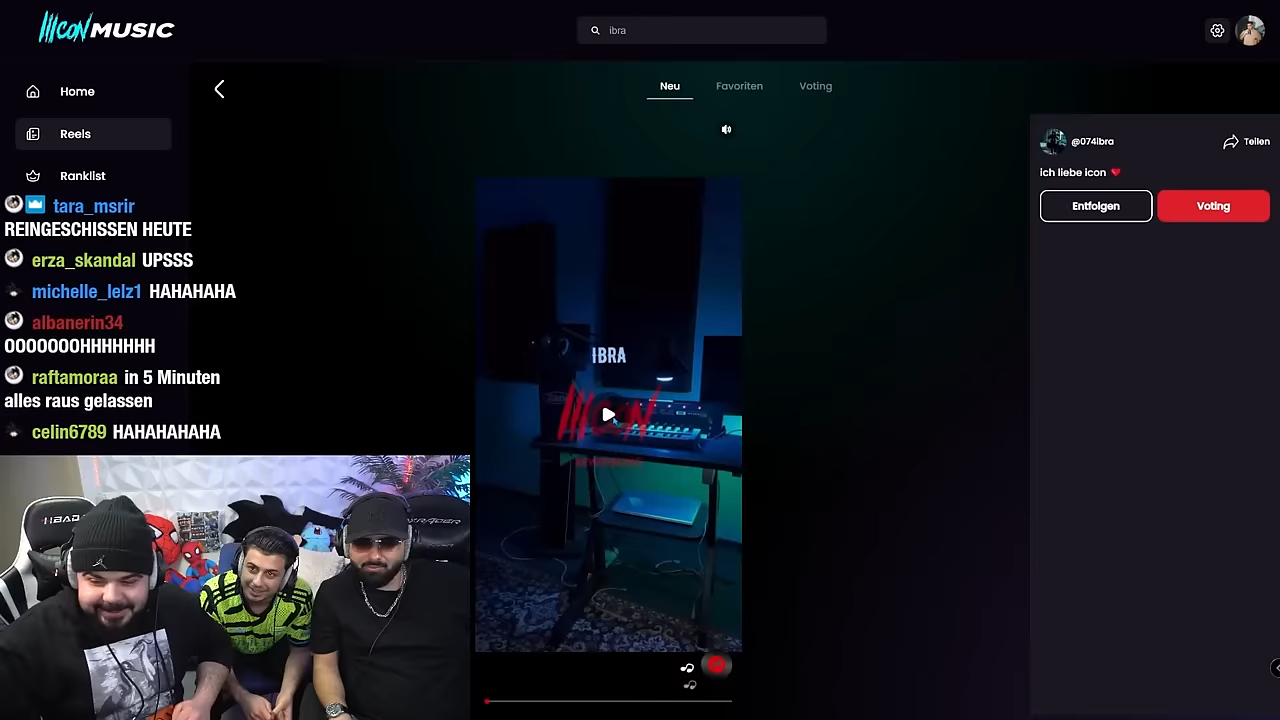 IIICON MUSIC
ibra
Home
Reels
Ranklist
Neu
Favoriten
Voting
@074ibra
Teilen
ich liebe icon ❤️
Entfolgen
Voting
tara_msrir
REINGESCHISSEN HEUTE
erza_skandal UPSSS
michelle_lelz1 HAHAHAHA
albanerin34
OOOOOOOHHHHHHH
raftamoraa in 5 Minuten
alles raus gelassen
celin6789 HAHAHAHAHA
IBRA
IIICON